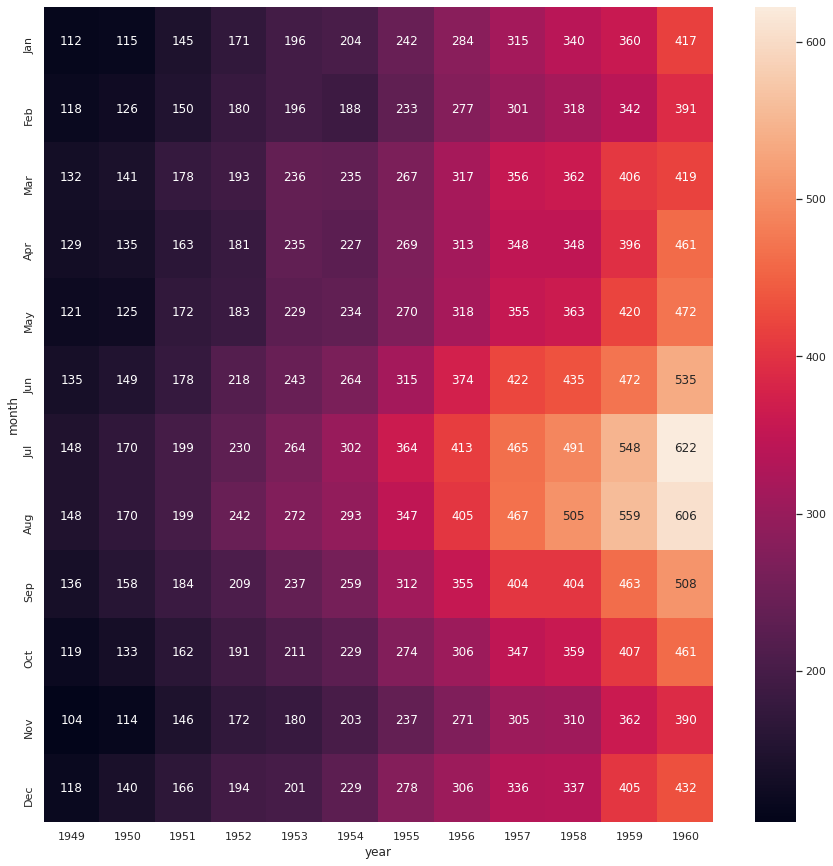 Jan 112 115 145 171 196 204 242 284 315 340 360 417
Feb 118 126 150 180 196 188 233 277 301 318 342 391
Mar 132 141 178 193 236 235 267 317 356 362 406 419
Apr 129 135 163 181 235 227 269 313 348 348 396 461
May 121 125 172 183 229 234 270 318 355 363 420 472
Jun 135 149 178 218 243 264 315 374 422 435 472 535
Jul 148 170 199 230 264 302 364 413 465 491 548 622
Aug 148 170 199 242 272 293 347 405 467 505 559 606
Sep 136 158 184 209 237 259 312 355 404 404 463 508
Oct 119 133 162 191 211 229 274 306 347 359 407 461
Nov 104 114 146 172 180 203 237 271 305 310 362 390
Dec 118 140 166 194 201 229 278 306 336 337 405 432
1949 1950 1951 1952 1953 1954 1955 1956 1957 1958 1959 1960
year
month
600
500
400
300
200